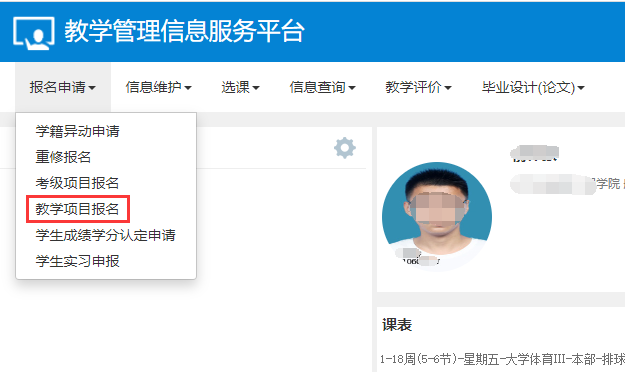 教学管理信息服务平台
报名申请 信息维护 选课 信息查询 教学评价 毕业设计(论文)
学籍异动申请
重修报名
考级项目报名
教学项目报名
学生成绩学分认定申请
学生实习申报
学院
课表
1-18周(5-6节)-星期五-大学体育III-本部-排球